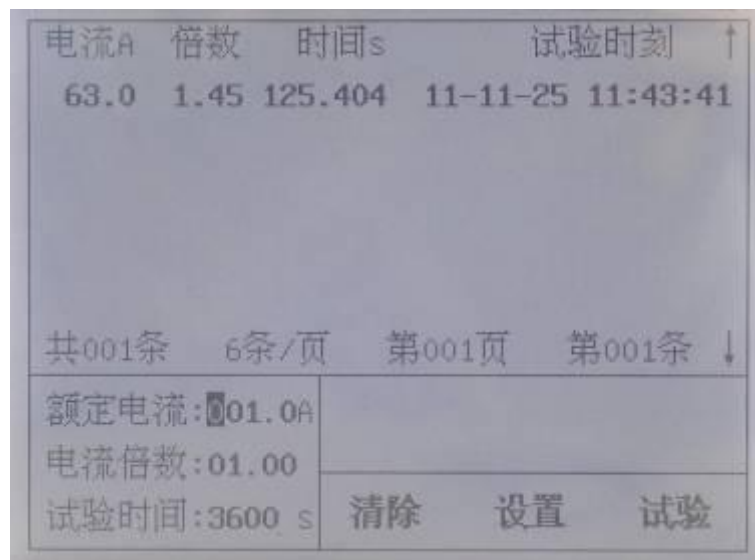 电流A 倍数 时间s 试验时刻 ↑
63.0 1.45 125.404 11-11-25 11:43:41
共001条 6条/页 第001页 第001条 ↓
额定电流:001.0A
电流倍数:01.00
试验时间:3600 s
清除 设置 试验